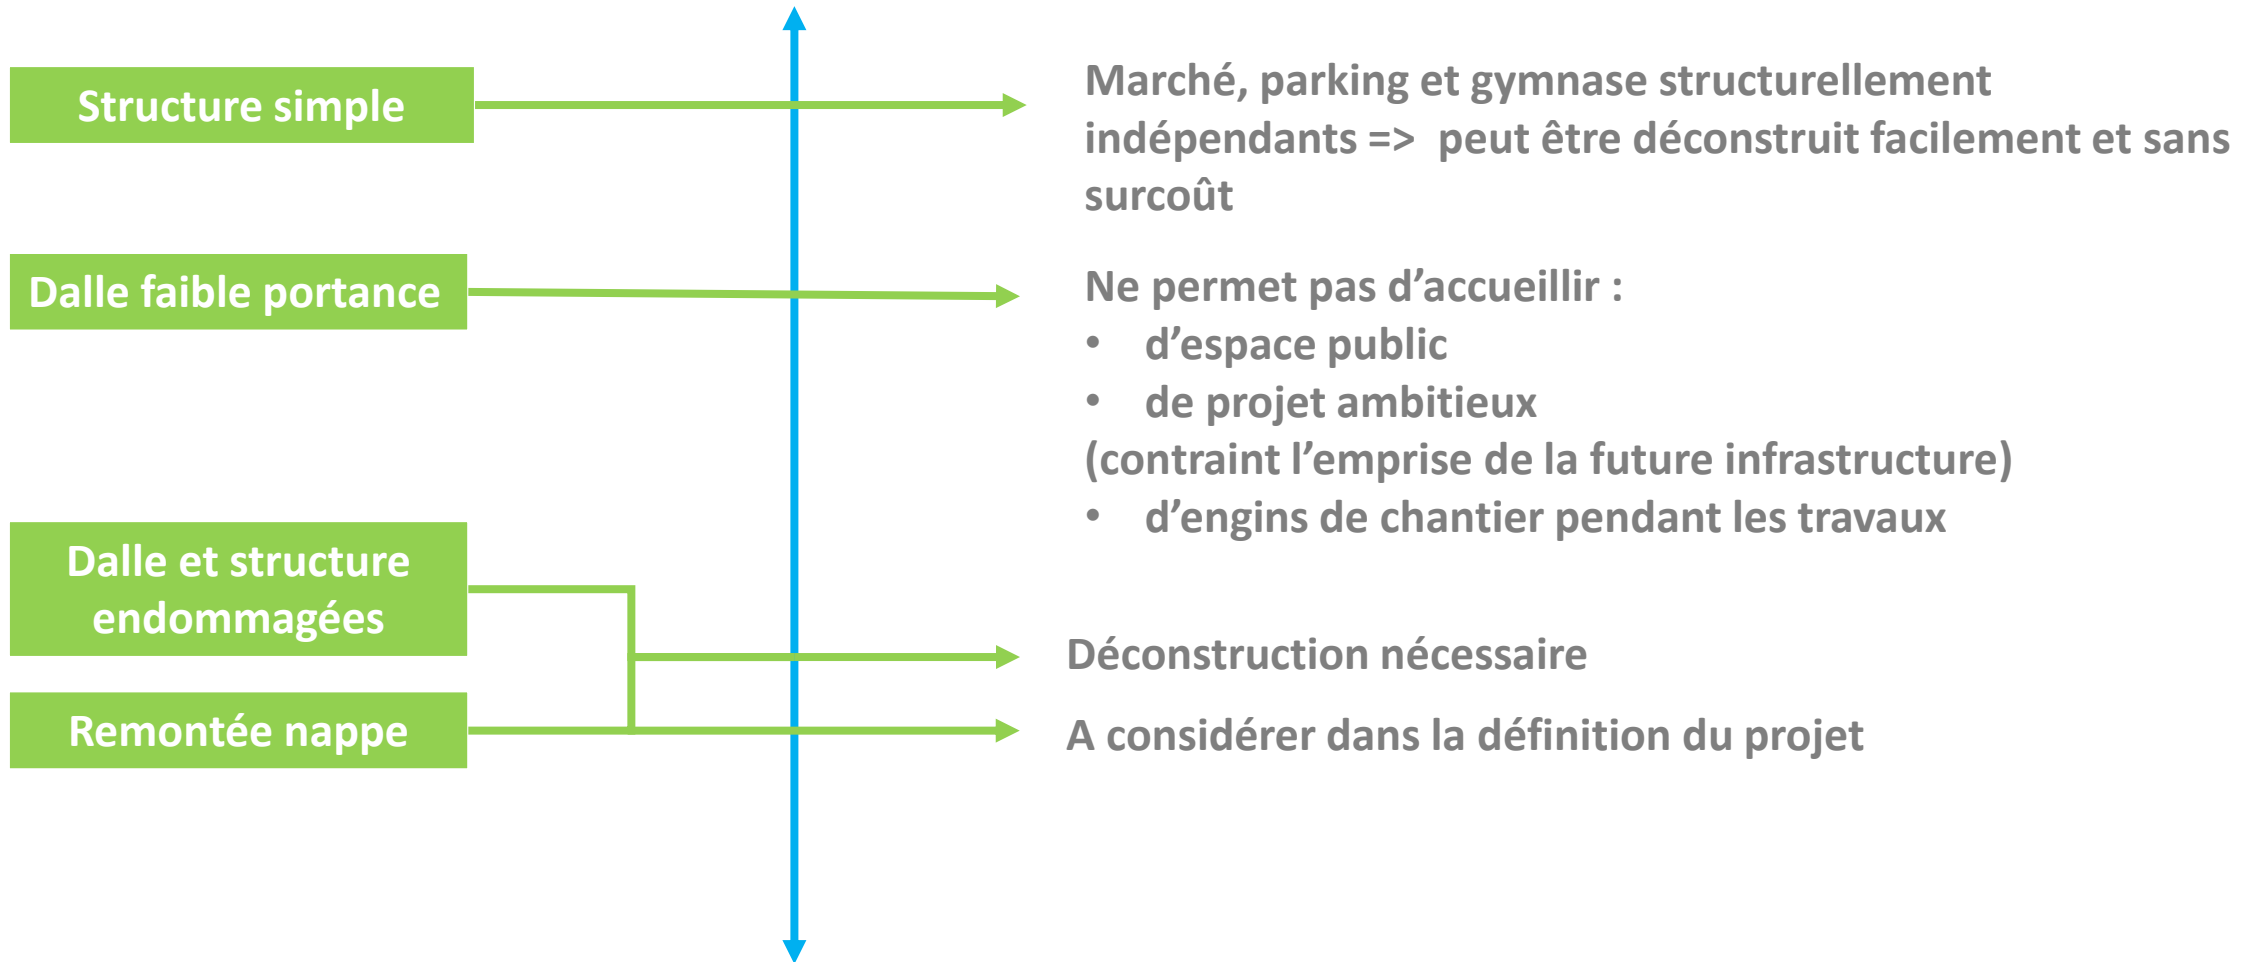 Structure simple
Marché, parking et gymnase structurellement
indépendants => peut être déconstruit facilement et sans
surcoût
Dalle faible portance
Ne permet pas d’accueillir :
• d’espace public
• de projet ambitieux
(contraint l’emprise de la future infrastructure)
• d’engins de chantier pendant les travaux
Dalle et structure
endommagées
Déconstruction nécessaire
Remontée nappe
A considérer dans la définition du projet